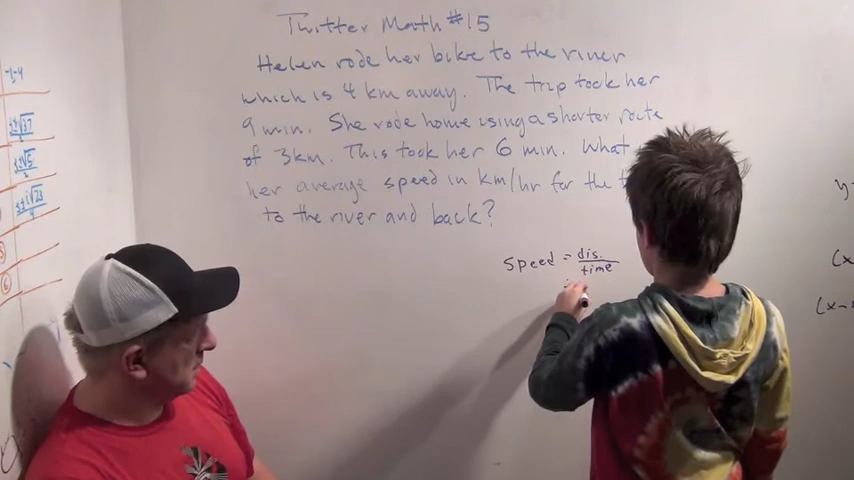 Twitter Math #15
Helen rode her bike to the river
which is 4 km away. The trip took her
9 min. She rode home using a shorter route
of 3km. This took her 6 min. What
her average speed in km/hr for the
to the river and back?
Speed = dis.
time
-1,-4
y
(x
(x-